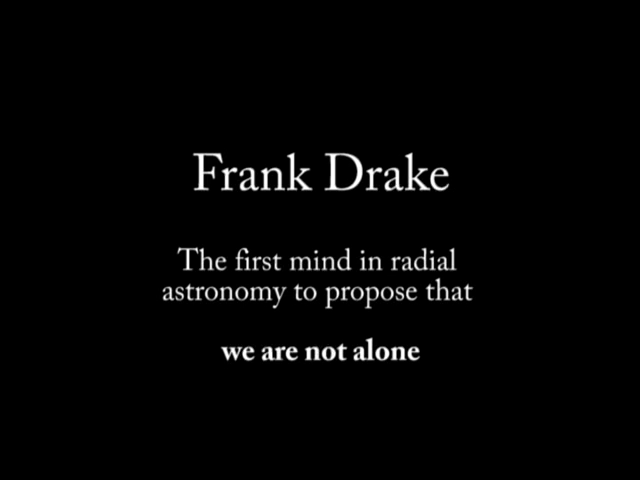 Frank Drake
The first mind in radial
astronomy to propose that
we are not alone